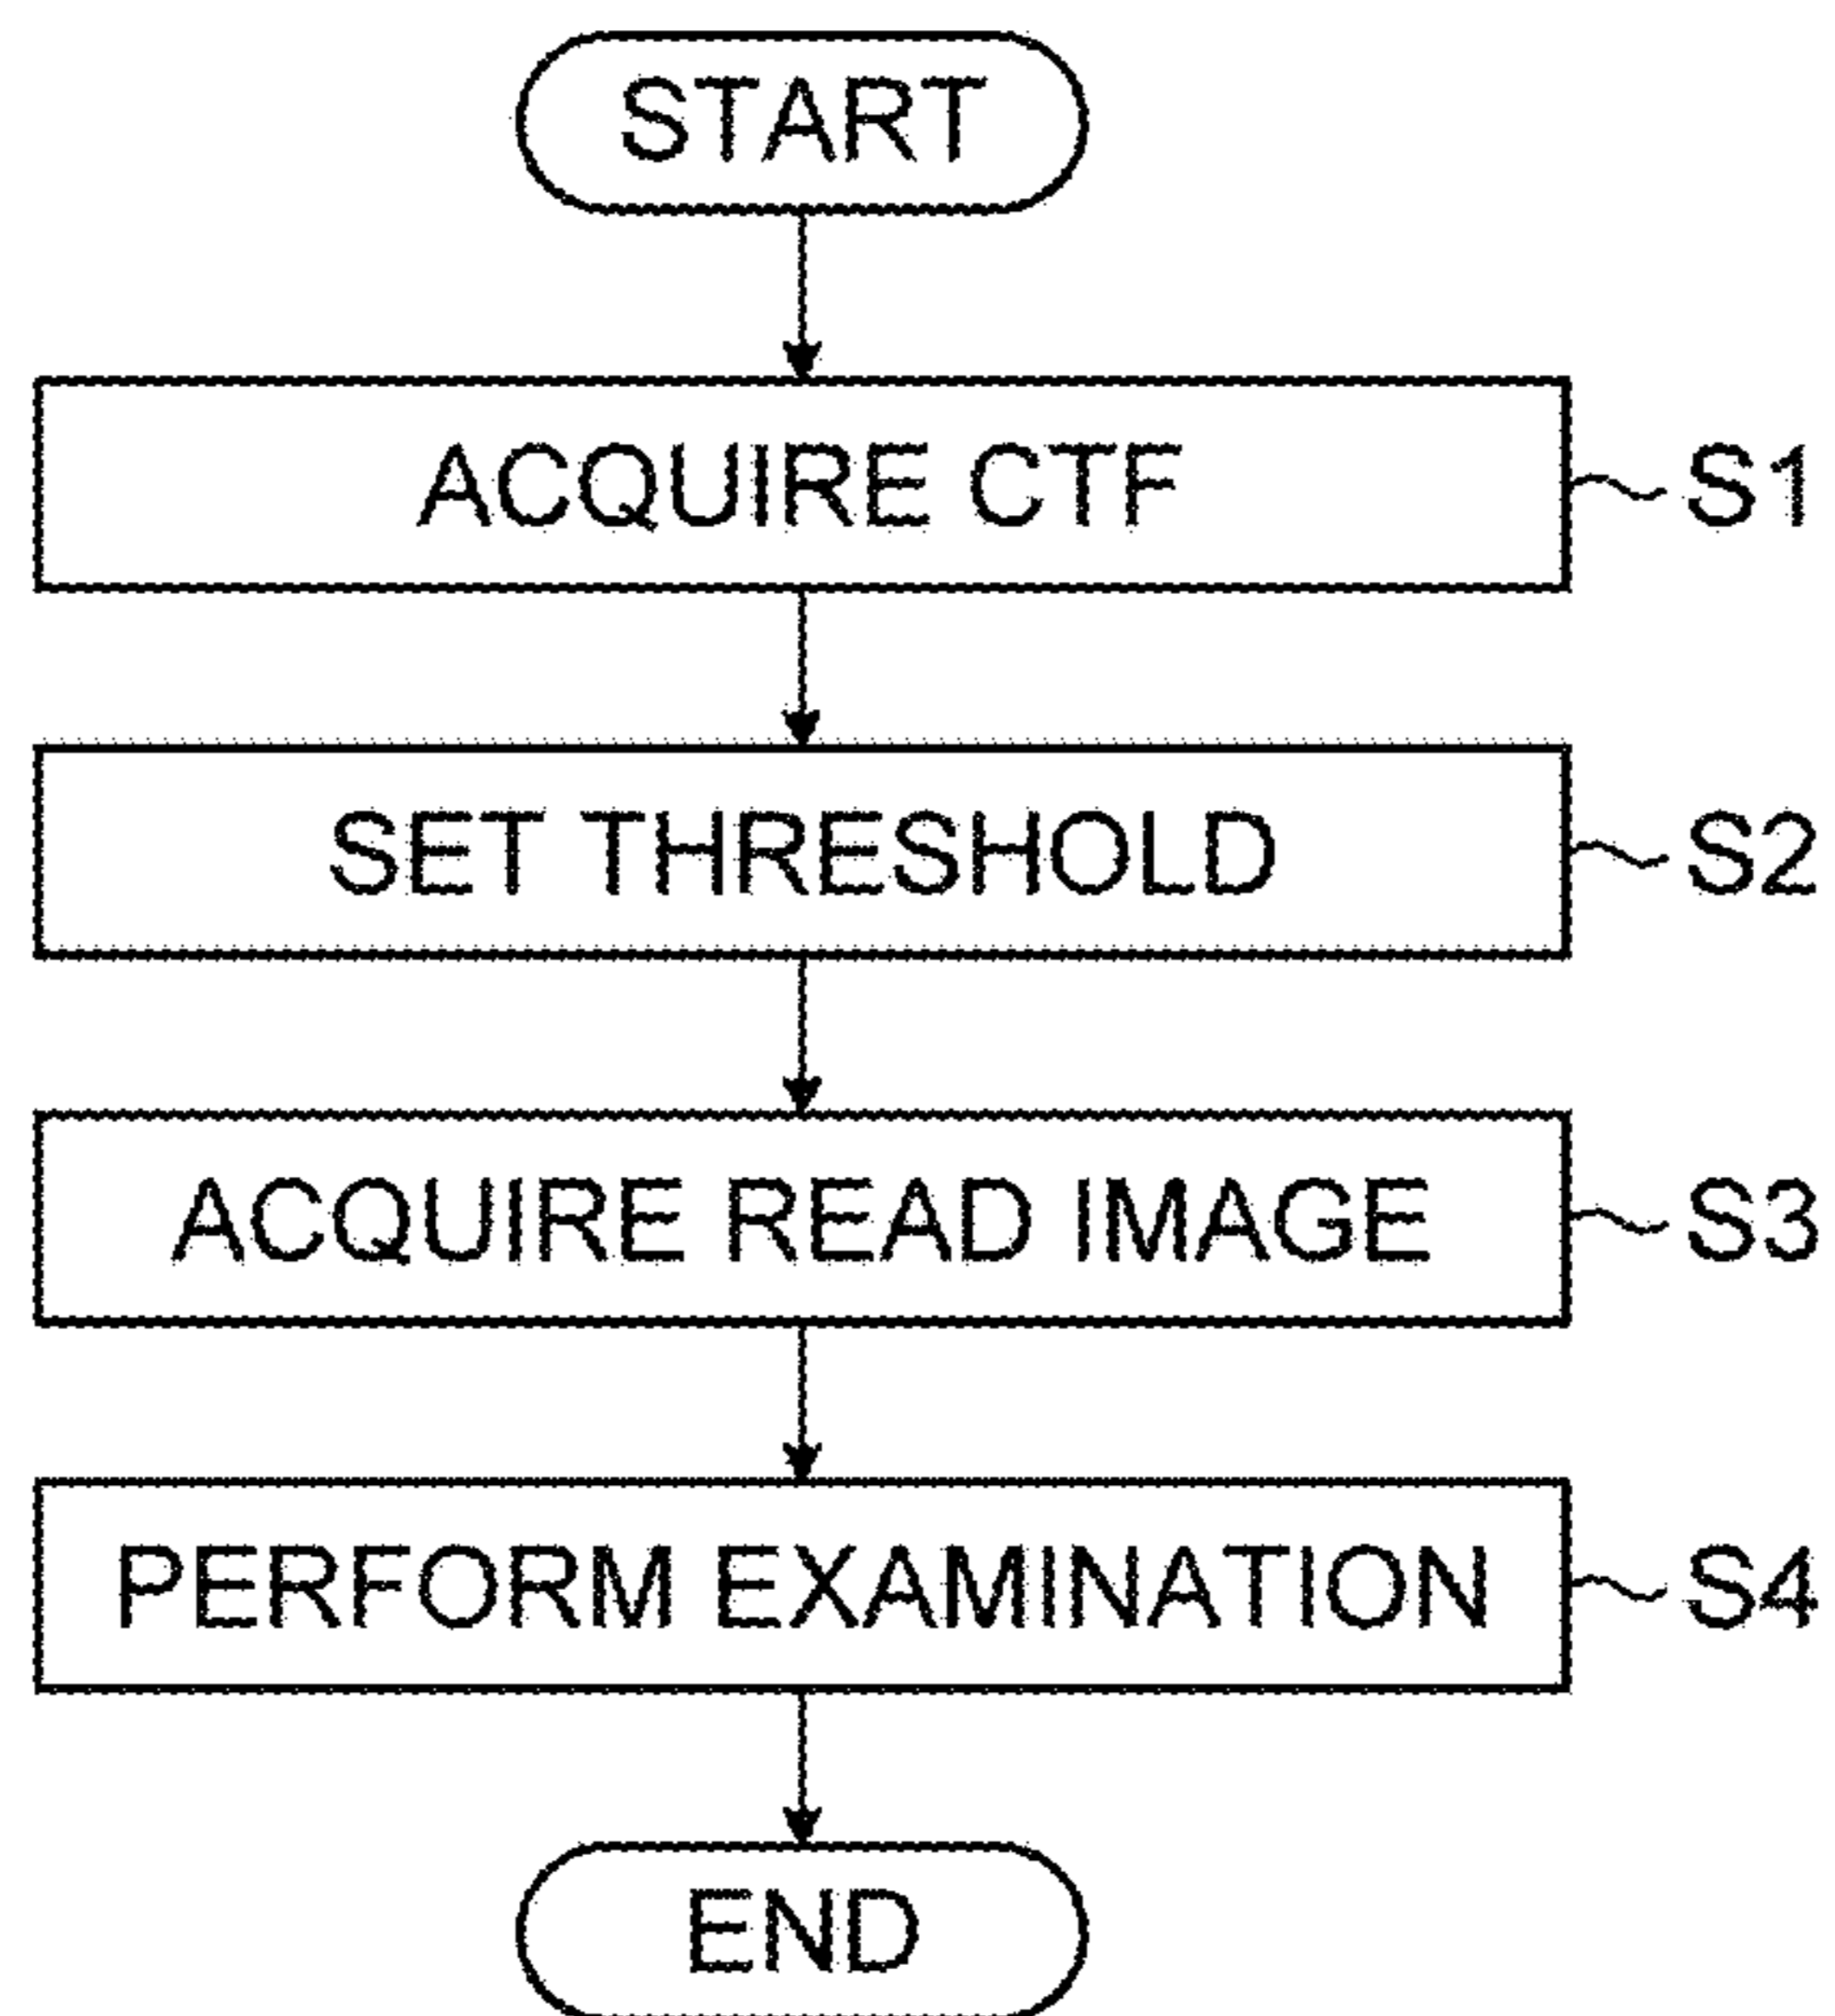 START
ACQUIRE CTF S1
SET THRESHOLD S2
ACQUIRE READ IMAGE S3
PERFORM EXAMINATION S4
END